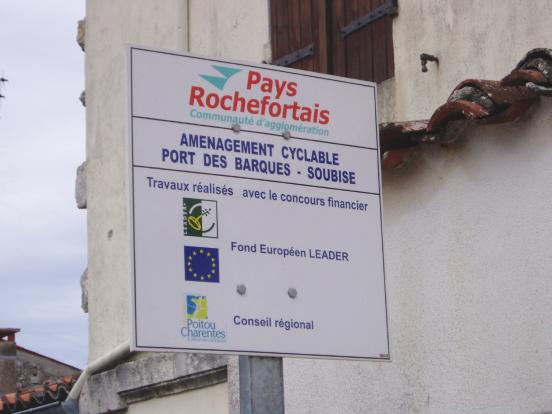 Pays
Rochefortais
Communauté d'agglomération
AMENAGEMENT CYCLABLE
PORT DES BARQUES - SOUBISE
Travaux réalisés avec le concours financier
Fond Européen LEADER
Conseil régional
Poitou
Charentes